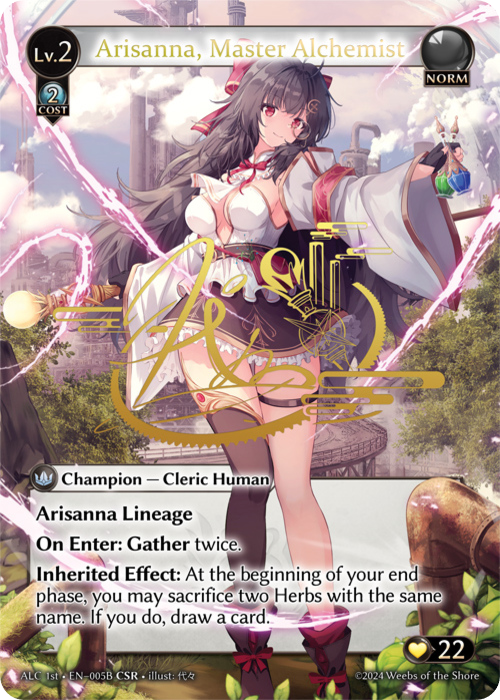 Lv.2
Arisanna, Master Alchemist
NORM
2
COST
Champion — Cleric Human
Arisanna Lineage
On Enter: Gather twice.
Inherited Effect: At the beginning of your end
phase, you may sacrifice two Herbs with the same
name. If you do, draw a card.
22
ALC 1st • EN-005B CSR • illust: 代々
©2024 Weebs of the Shore